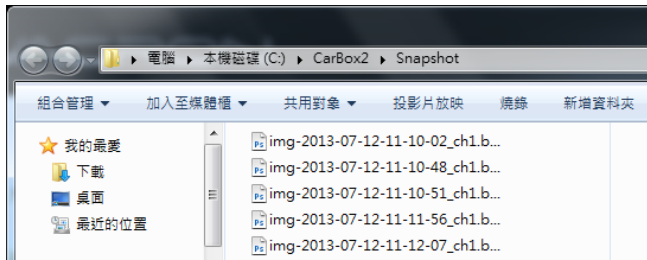 電腦 ▸ 本機磁碟 (C:) ▸ CarBox2 ▸ Snapshot
組合管理 ▼ 加入至媒體櫃 ▼ 共用對象 ▼ 投影片放映 燒錄 新增資料夾
我的最愛
下載
桌面
最近的位置
img-2013-07-12-11-10-02_ch1.b...
img-2013-07-12-11-10-48_ch1.b...
img-2013-07-12-11-10-51_ch1.b...
img-2013-07-12-11-11-56_ch1.b...
img-2013-07-12-11-12-07_ch1.b...